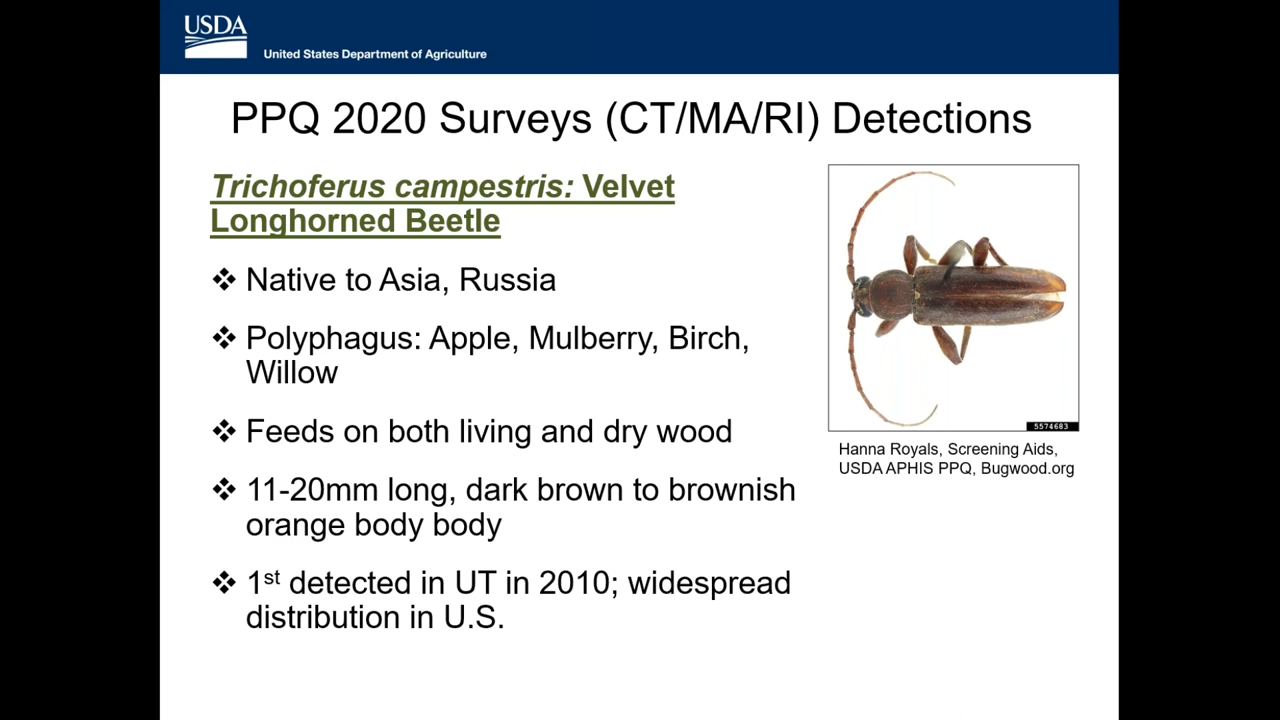 USDA
United States Department of Agriculture
PPQ 2020 Surveys (CT/MA/RI) Detections
Trichoferus campestris: Velvet
Longhorned Beetle
❖ Native to Asia, Russia
❖ Polyphagus: Apple, Mulberry, Birch,
Willow
❖ Feeds on both living and dry wood
❖ 11-20mm long, dark brown to brownish
orange body body
❖ 1st detected in UT in 2010; widespread
distribution in U.S.
5574683
Hanna Royals, Screening Aids,
USDA APHIS PPQ, Bugwood.org